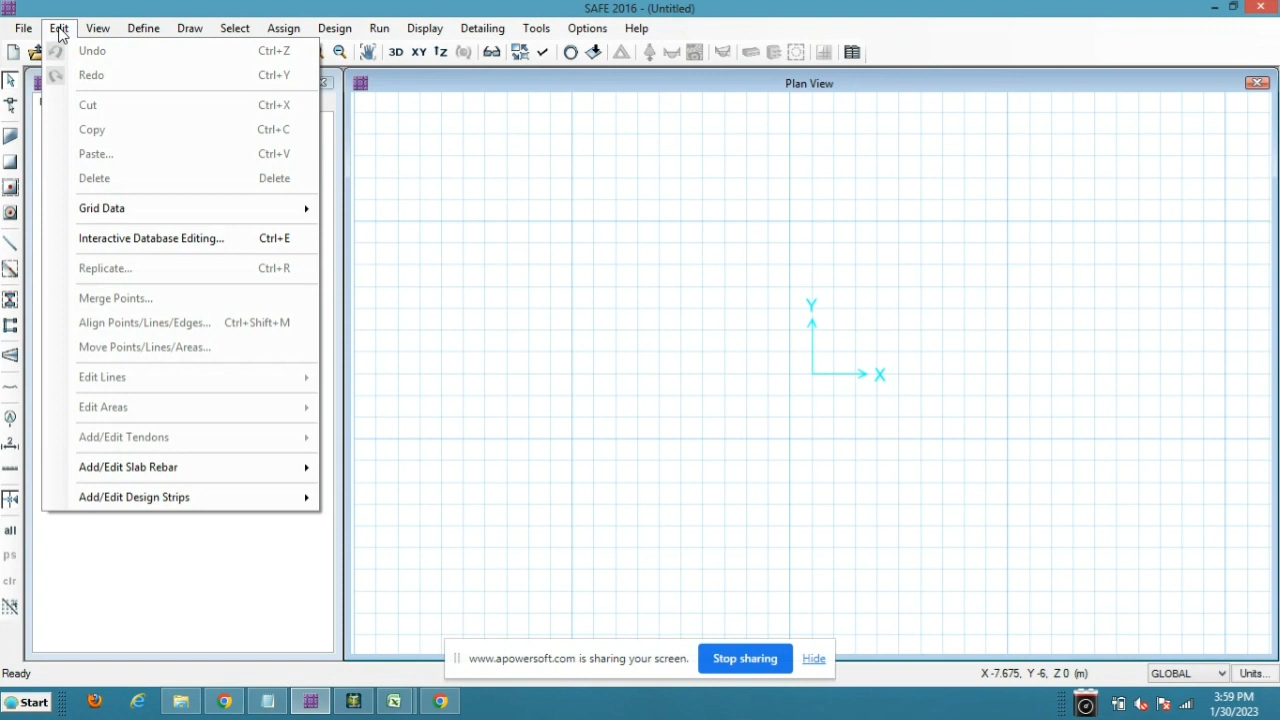 SAFE 2016 - (Untitled)
File Edit View Define Draw Select Assign Design Run Display Detailing Tools Options Help
3D XY
Undo Ctrl+Z
Redo Ctrl+Y
Cut Ctrl+X
Copy Ctrl+C
Paste... Ctrl+V
Delete Delete
Grid Data
Interactive Database Editing... Ctrl+E
Replicate... Ctrl+R
Merge Points...
Align Points/Lines/Edges... Ctrl+Shift+M
Move Points/Lines/Areas...
Edit Lines
Edit Areas
Add/Edit Tendons
Add/Edit Slab Rebar
Add/Edit Design Strips
all
ps
clr
Plan View
Y
X
www.apowersoft.com is sharing your screen. Stop sharing Hide
Ready X -7.675, Y -6, Z 0 (m) GLOBAL Units...
Start
3:59 PM
1/30/2023